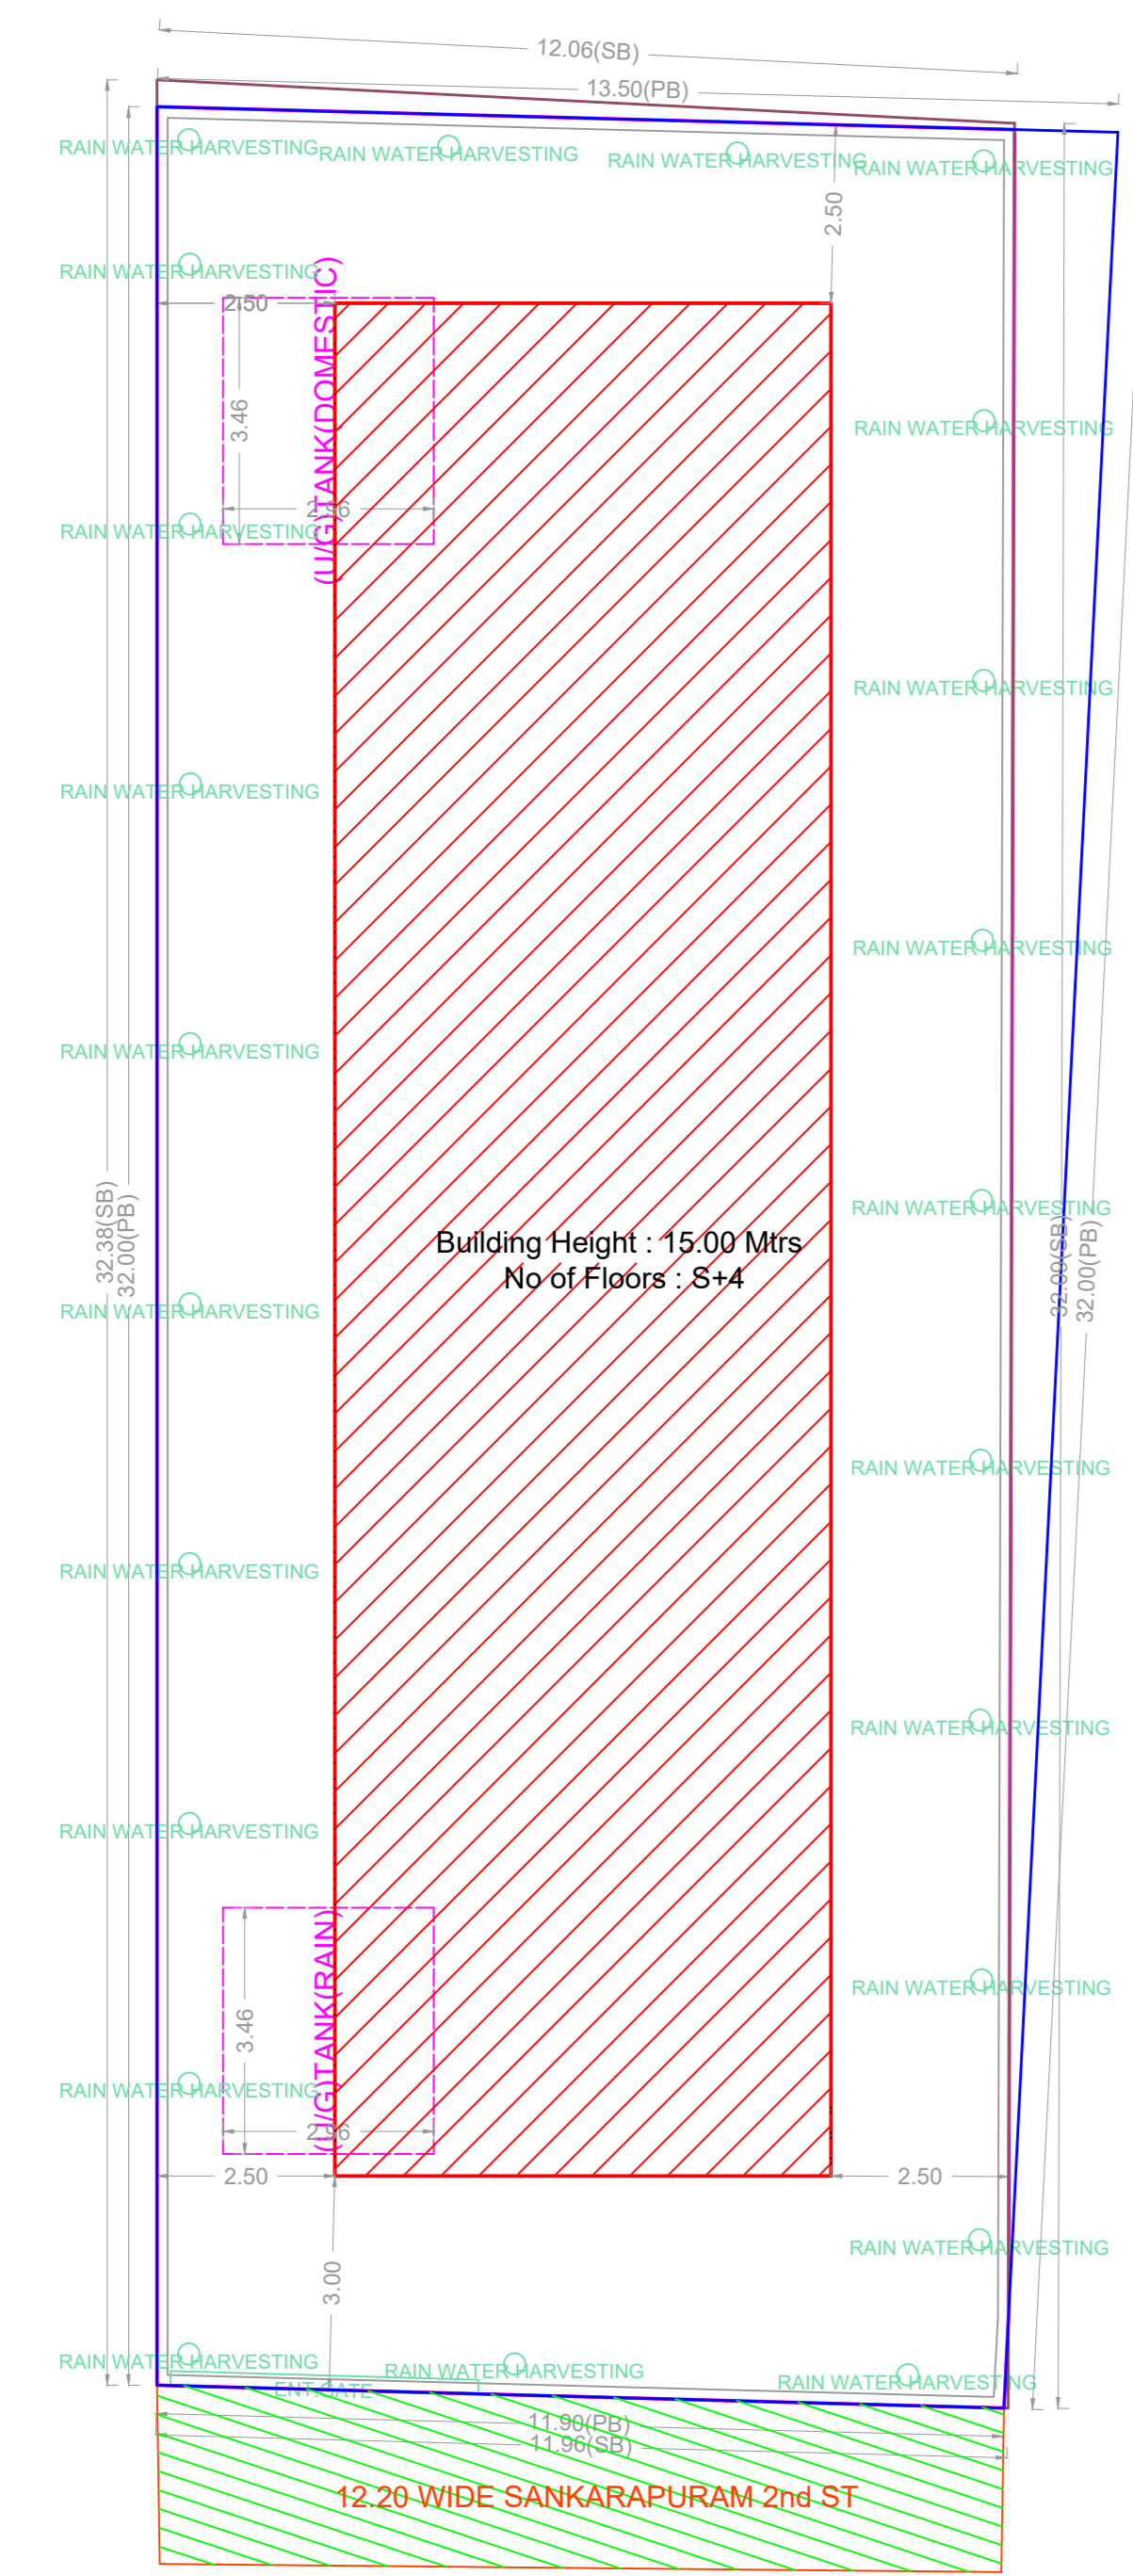 12.06(SB)
13.50(PB)
RAIN WATER HARVESTING
RAIN WATER HARVESTING
RAIN WATER HARVESTING
RAIN WATER HARVESTING
2.50
RAIN WATER HARVESTING
2.50
(U/G)TANK(DOMESTIC)
3.46
RAIN WATER HARVESTING
2.96
RAIN WATER HARVESTING
RAIN WATER HARVESTING
RAIN WATER HARVESTING
RAIN WATER HARVESTING
RAIN WATER HARVESTING
32.38(SB)
32.00(PB)
RAIN WATER HARVESTING
32.09(SB)
32.00(PB)
Building Height : 15.00 Mtrs
No of Floors : S+4
RAIN WATER HARVESTING
RAIN WATER HARVESTING
RAIN WATER HARVESTING
RAIN WATER HARVESTING
RAIN WATER HARVESTING
(U/G)TANK(RAIN)
3.46
RAIN WATER HARVESTING
RAIN WATER HARVESTING
2.96
2.50
2.50
RAIN WATER HARVESTING
3.00
RAIN WATER HARVESTING
RAIN WATER HARVESTING
RAIN WATER HARVESTING
ENT.GATE
11.90(PB)
11.96(SB)
12.20 WIDE SANKARAPURAM 2nd ST